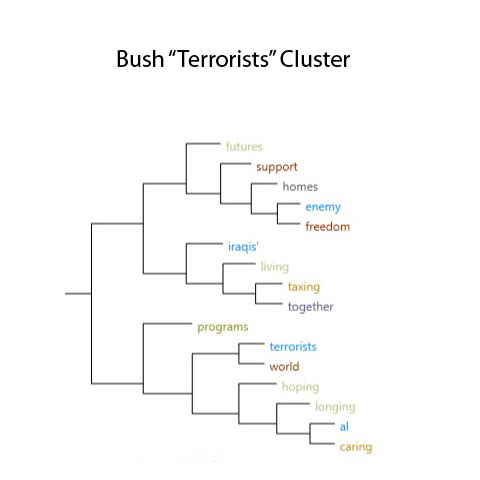 Bush “Terrorists” Cluster
futures
support
homes
enemy
freedom
iraqis'
living
taxing
together
programs
terrorists
world
hoping
longing
al
caring